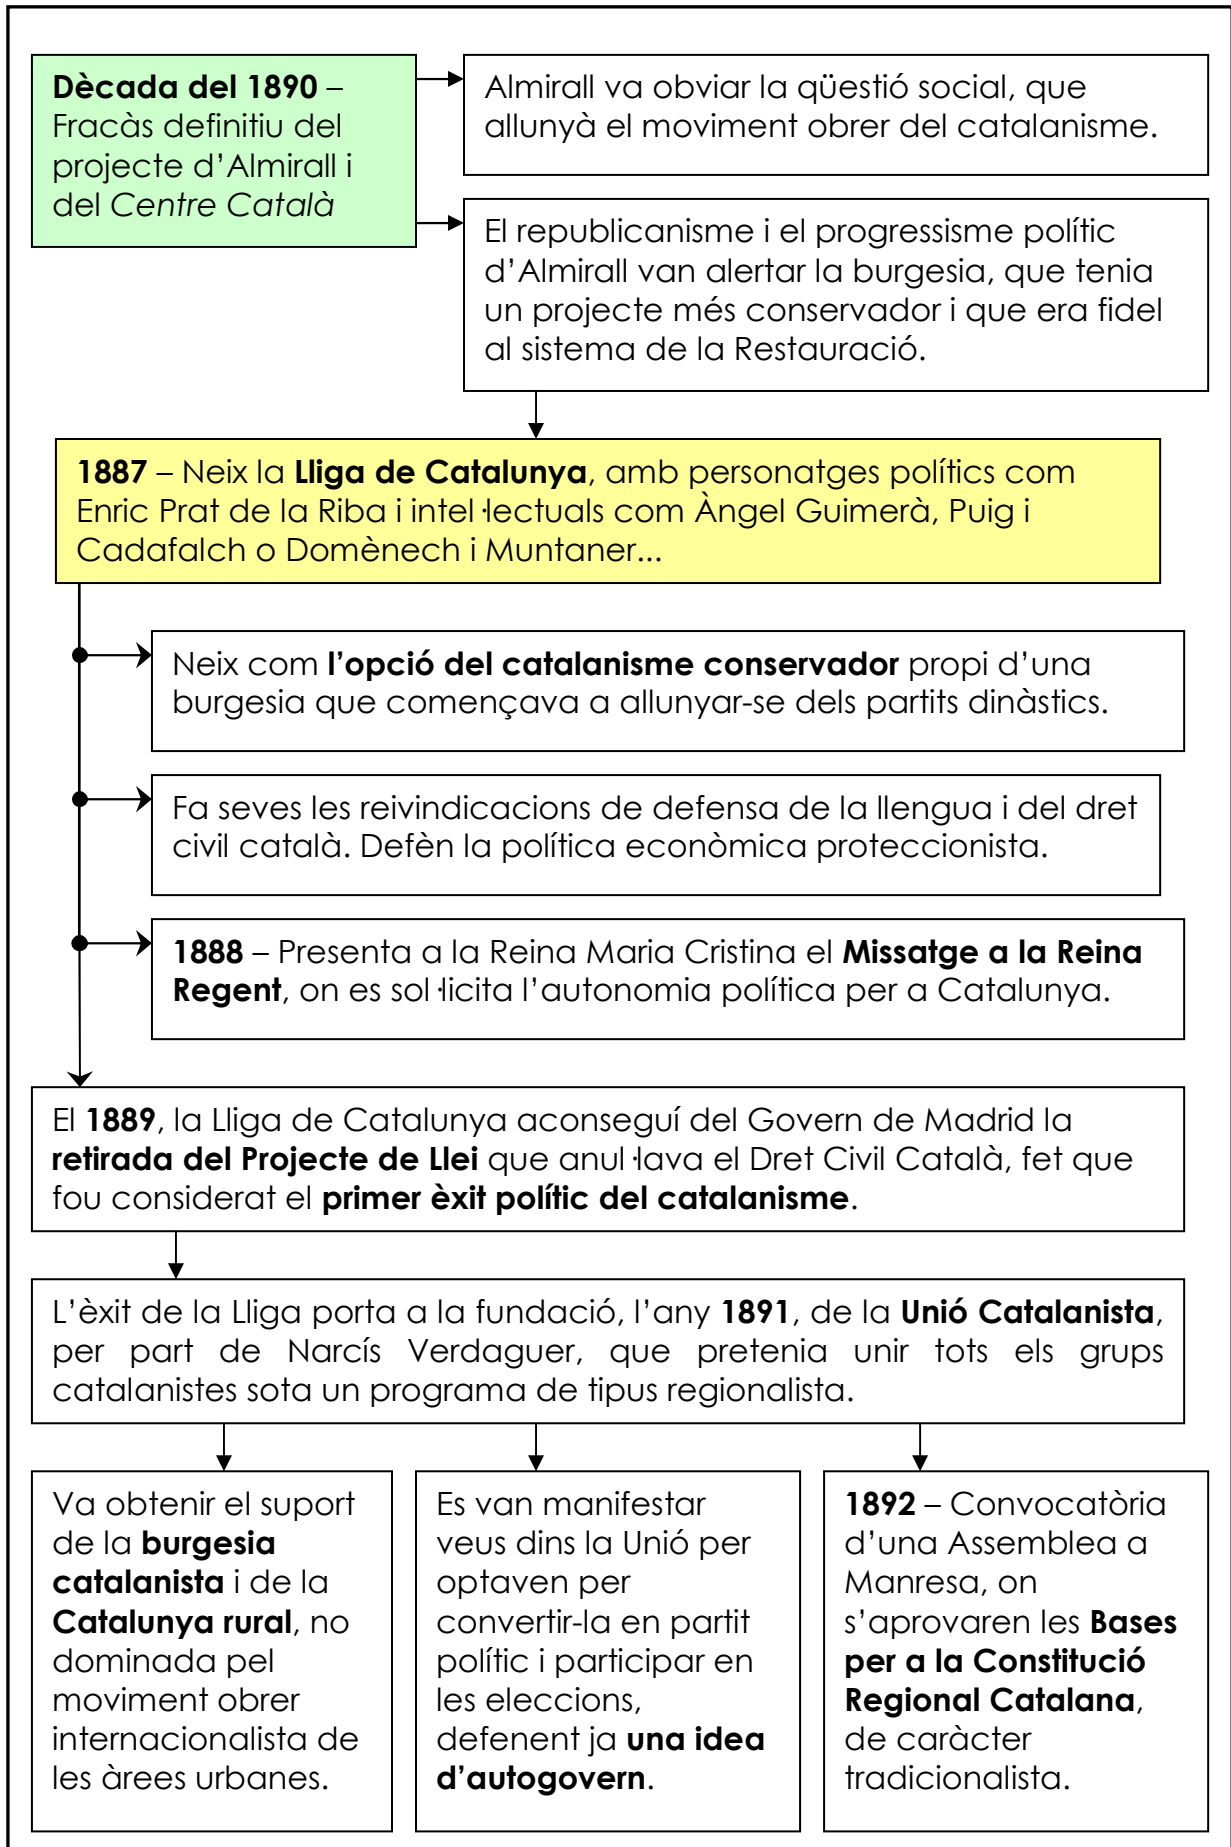 Dècada del 1890 –
Fracàs definitiu del
projecte d’Almirall i
del Centre Català
Almirall va obviar la qüestió social, que
allunyà el moviment obrer del catalanisme.
El republicanisme i el progressisme polític
d’Almirall van alertar la burgesia, que tenia
un projecte més conservador i que era fidel
al sistema de la Restauració.
1887 – Neix la Lliga de Catalunya, amb personatges polítics com
Enric Prat de la Riba i intel·lectuals com Àngel Guimerà, Puig i
Cadafalch o Domènech i Muntaner...
Neix com l’opció del catalanisme conservador propi d’una
burgesia que començava a allunyar-se dels partits dinàstics.
Fa seves les reivindicacions de defensa de la llengua i del dret
civil català. Defèn la política econòmica proteccionista.
1888 – Presenta a la Reina Maria Cristina el Missatge a la Reina
Regent, on es sol·licita l’autonomia política per a Catalunya.
El 1889, la Lliga de Catalunya aconseguí del Govern de Madrid la
retirada del Projecte de Llei que anul·lava el Dret Civil Català, fet que
fou considerat el primer èxit polític del catalanisme.
L’èxit de la Lliga porta a la fundació, l’any 1891, de la Unió Catalanista,
per part de Narcís Verdaguer, que pretenia unir tots els grups
catalanistes sota un programa de tipus regionalista.
Va obtenir el suport
de la burgesia
catalanista i de la
Catalunya rural, no
dominada pel
moviment obrer
internacionalista de
les àrees urbanes.
Es van manifestar
veus dins la Unió per
optaven per
convertir-la en partit
polític i participar en
les eleccions,
defenent ja una idea
d’autogovern.
1892 – Convocatòria
d’una Assemblea a
Manresa, on
s’aprovaren les Bases
per a la Constitució
Regional Catalana,
de caràcter
tradicionalista.